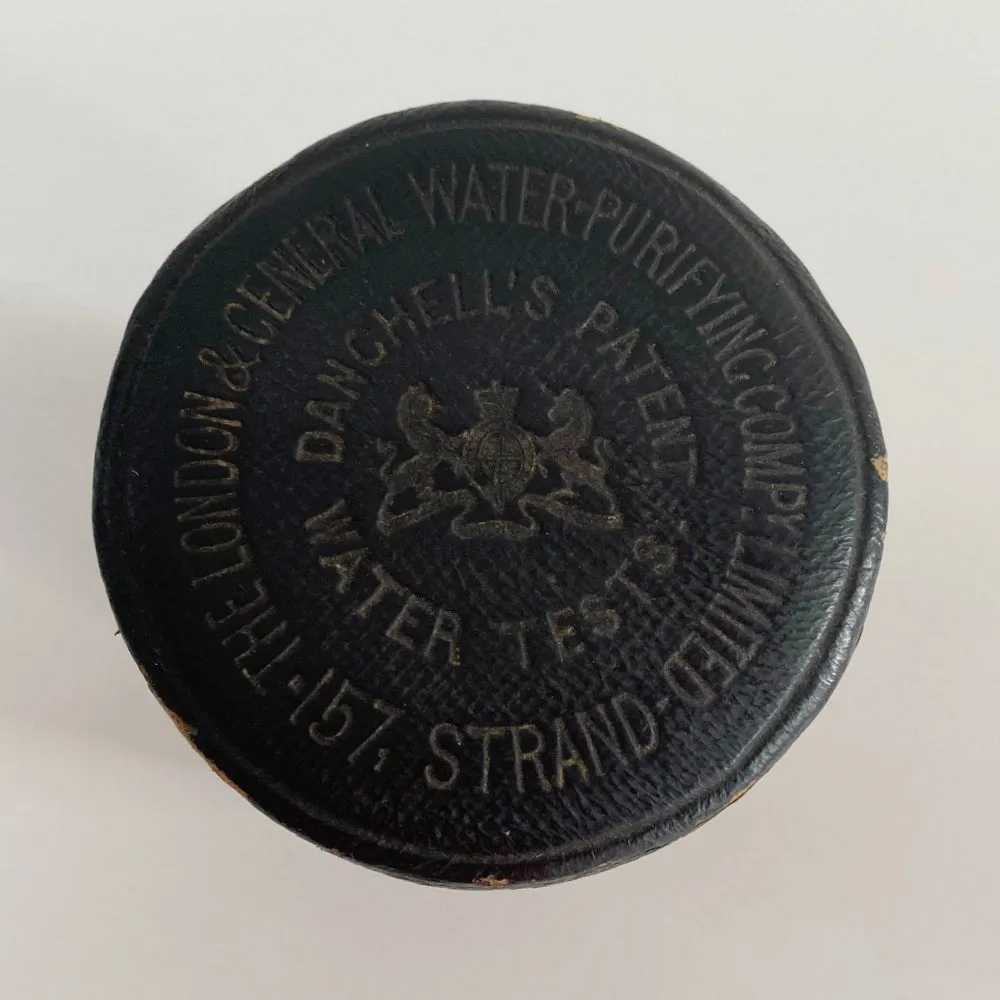 THE LONDON & GENERAL WATER-PURIFYING COMPY LIMITED-
157, STRAND-
DANCHELL'S PATENT
WATER TESTS.